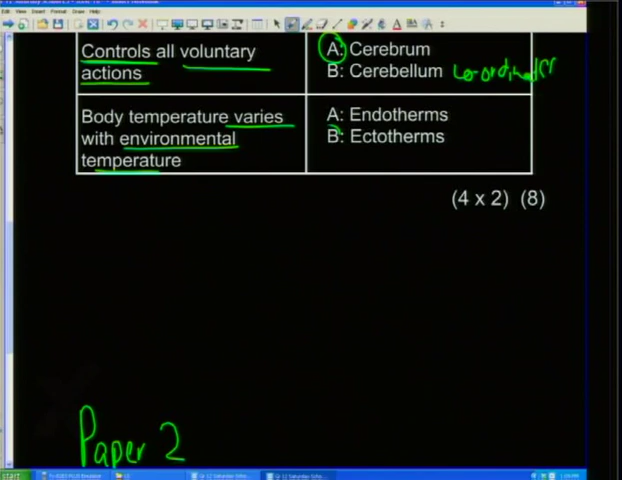 Controls all voluntary
actions
A: Cerebrum
B: Cerebellum
Body temperature varies
with environmental
temperature
A: Endotherms
B: Ectotherms
(4 x 2) (8)
Paper 2
start